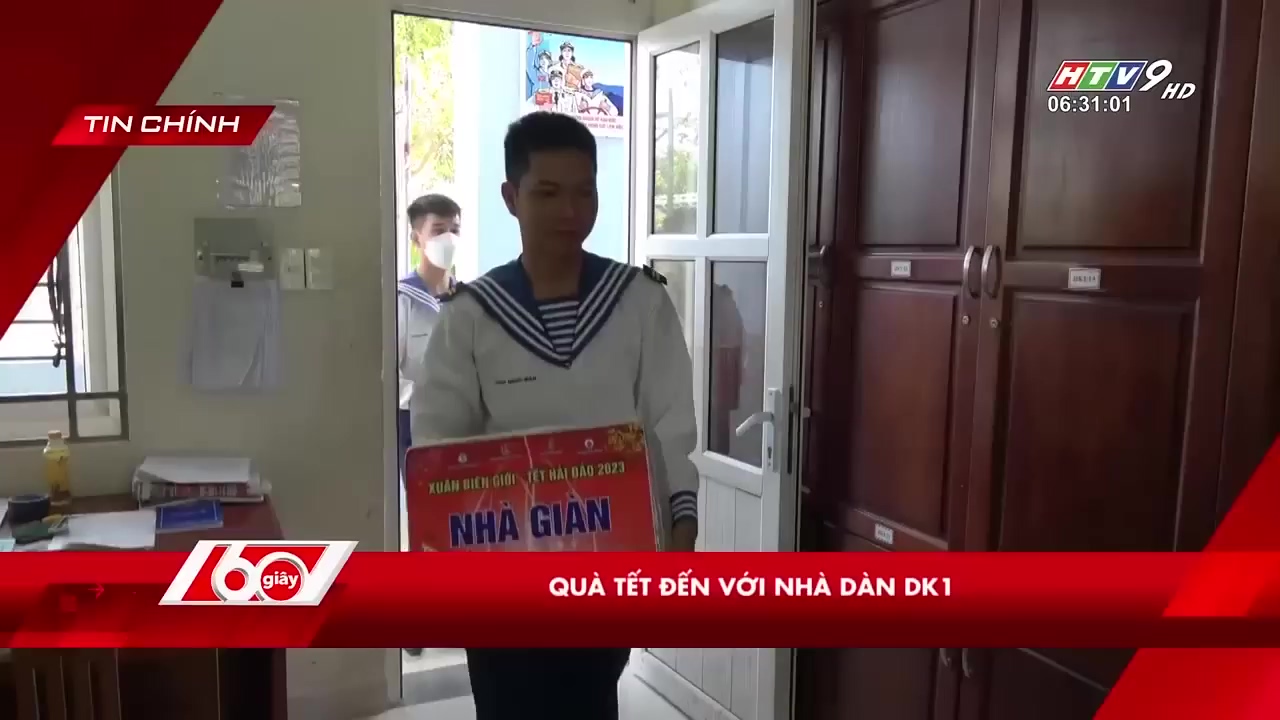 HTV9 HD
06:31:01
TIN CHÍNH
XUÂN BIÊN GIỚI - TẾT HẢI ĐẢO 2023
NHÀ GIÀN
60 giây
QUÀ TẾT ĐẾN VỚI NHÀ DÀN DK1